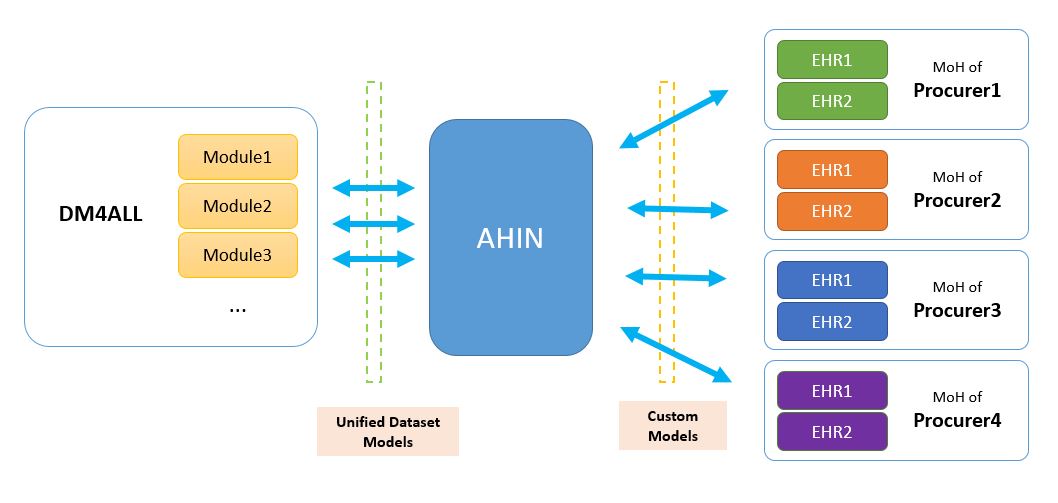 DM4ALL
Module1
Module2
Module3
...
Unified Dataset
Models
AHIN
Custom
Models
EHR1
EHR2
MoH of
Procurer1
EHR1
EHR2
MoH of
Procurer2
EHR1
EHR2
MoH of
Procurer3
EHR1
EHR2
MoH of
Procurer4